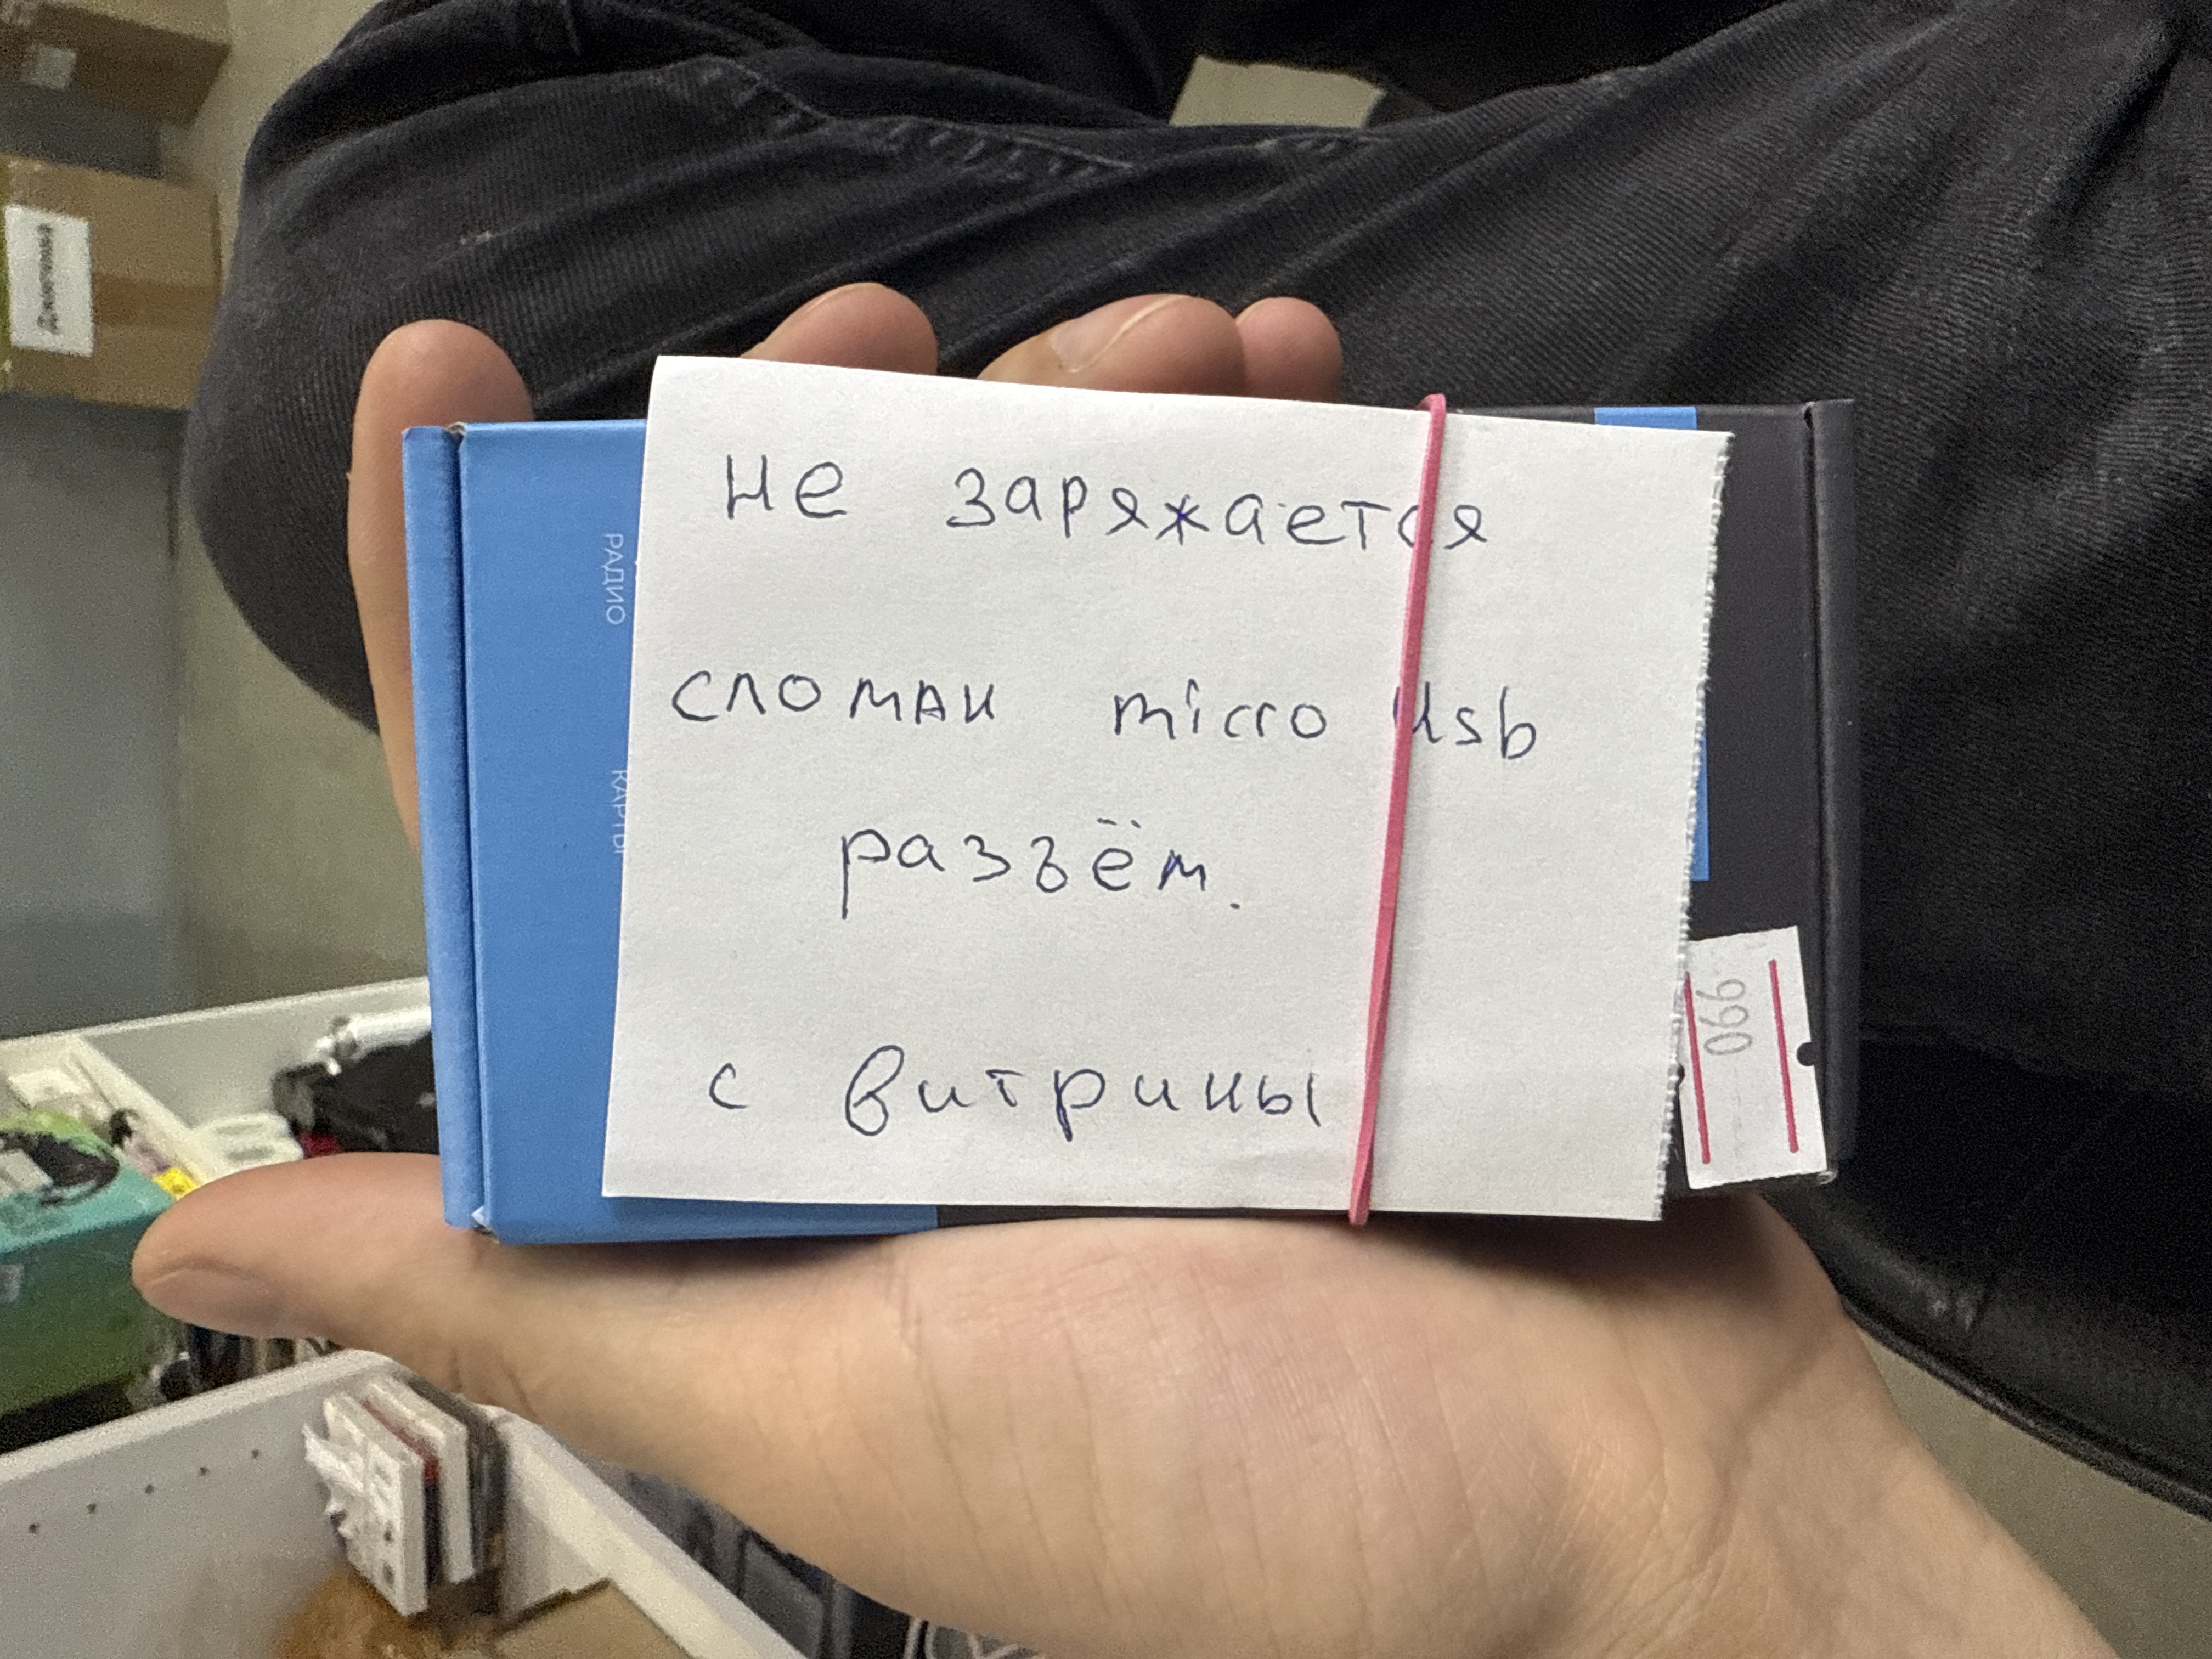 не заряжается
сломан micro usb
разъём.
с витрины
РАДИО
КАРТЫ
990